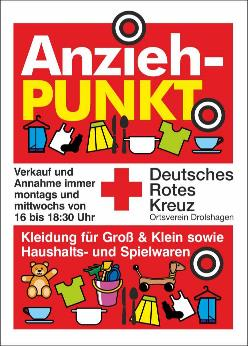 Anzieh-
PUNKT
Verkauf und
Annahme immer
montags und
mittwochs von
16 bis 18:30 Uhr
Deutsches
Rotes
Kreuz
Ortsverein Drolshagen
Kleidung für Groß & Klein sowie
Haushalts- und Spielwaren